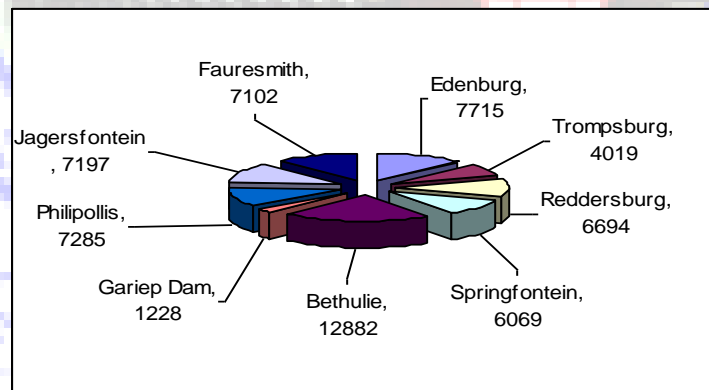 Fauresmith,
7102
Edenburg,
7715
Trompsburg,
4019
Jagersfontein
, 7197
Reddersburg,
6694
Philipollis,
7285
Gariep Dam,
1228
Bethulie,
12882
Springfontein,
6069